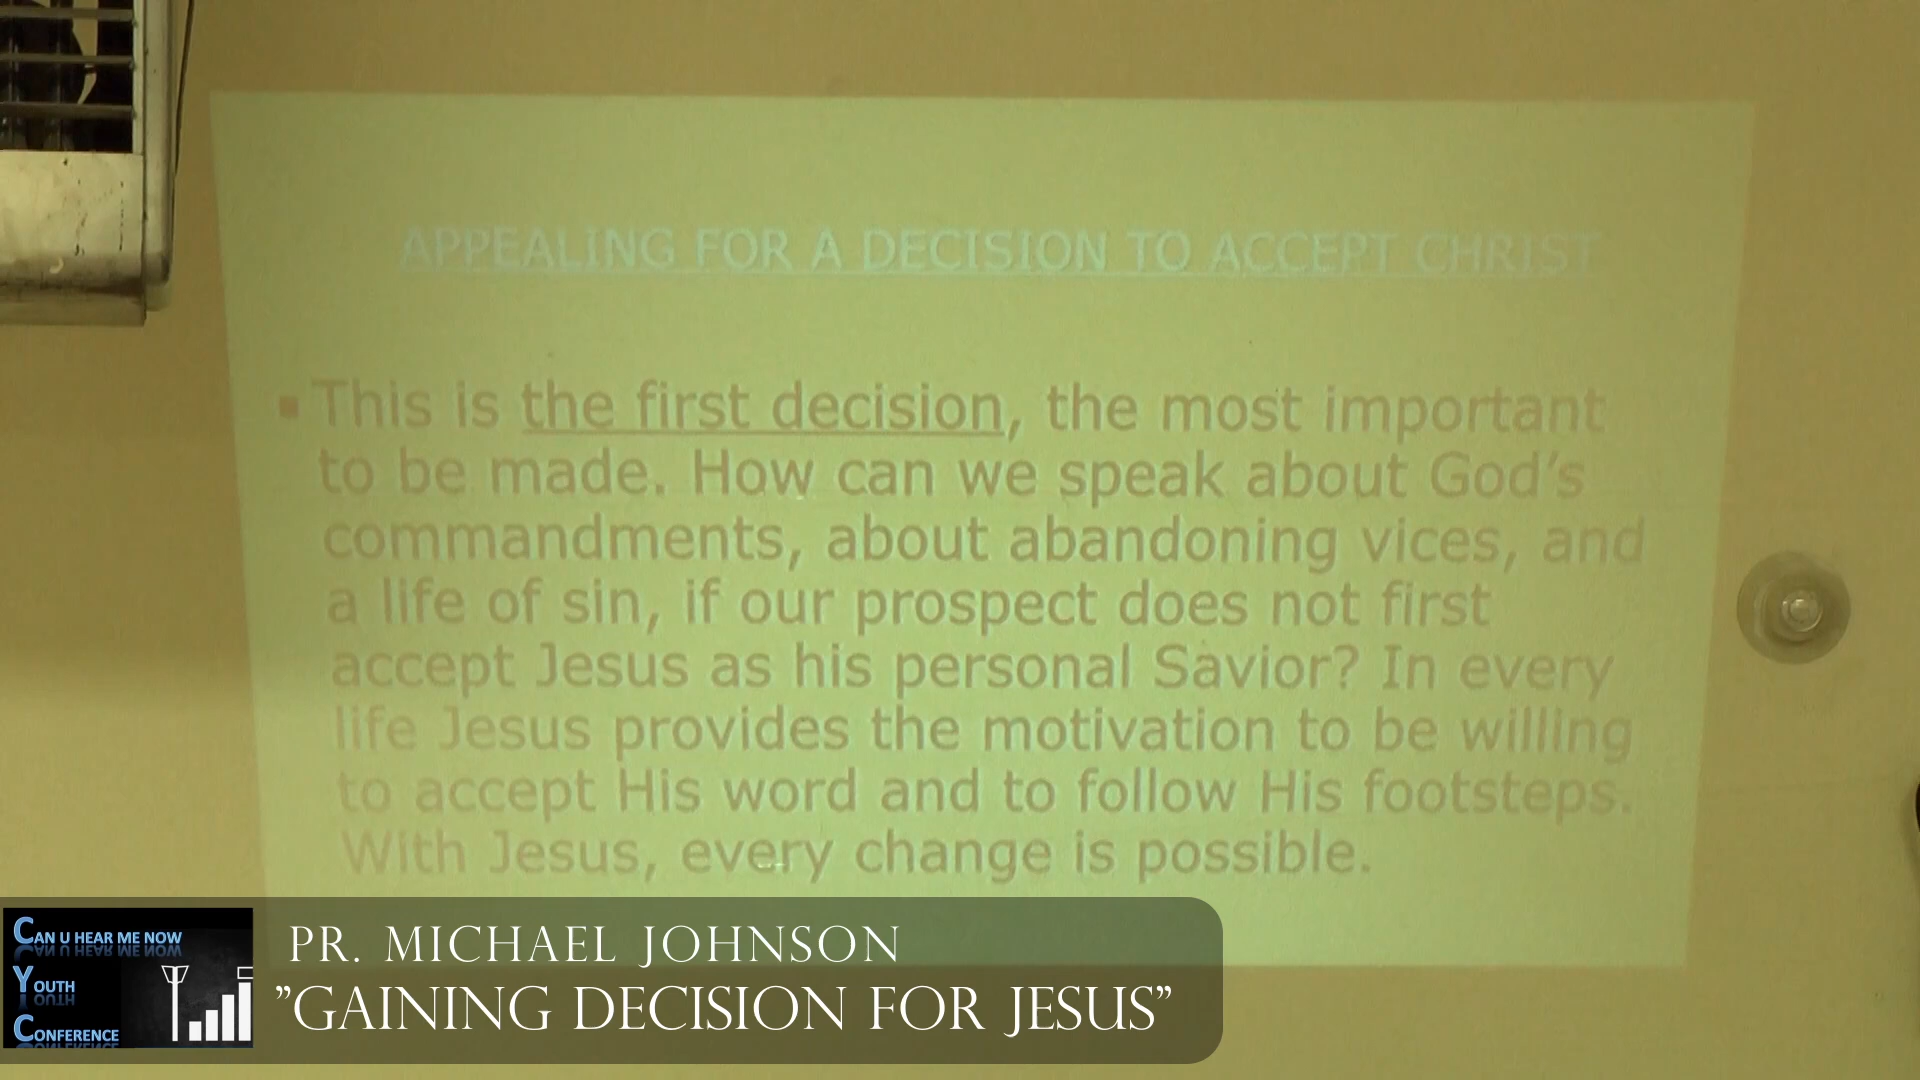 APPEALING FOR A DECISION TO ACCEPT CHRIST
▪ This is the first decision, the most important
to be made. How can we speak about God's
commandments, about abandoning vices, and
a life of sin, if our prospect does not first
accept Jesus as his personal Savior? In every
life Jesus provides the motivation to be willing
to accept His word and to follow His footsteps.
With Jesus, every change is possible.
CAN U HEAR ME NOW
YOUTH
CONFERENCE
PR. MICHAEL JOHNSON
"GAINING DECISION FOR JESUS"